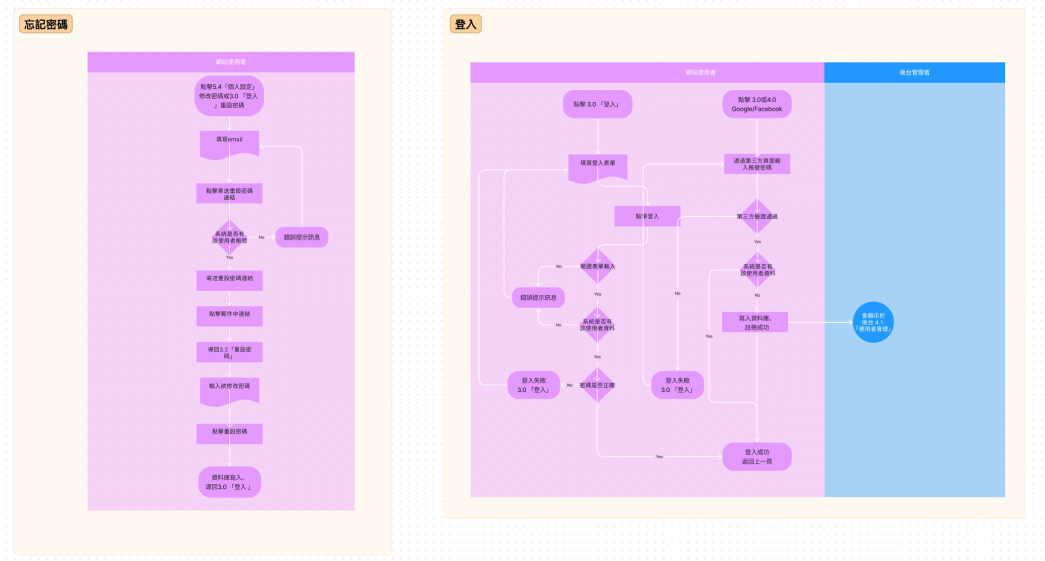 忘記密碼
網站使用者
點擊5.4「個人設定」
修改密碼或3.0 「登入
」重設密碼
填寫email
點擊寄送重設密碼
連結
系統是否有
該使用者帳號
No
錯誤提示訊息
Yes
寄送重設密碼連結
點擊郵件中連結
導回3.2「重設密
碼」
輸入欲修改密碼
點擊重設密碼
資料庫寫入、
導回3.0 「登入 」
登入
網站使用者
後台管理者
點擊 3.0 「登入」
點擊 3.0或4.0
Google/Facebook
填寫登入表單
透過第三方頁面輸
入帳號密碼
點擊登入
第三方驗證通過
Yes
驗證表單輸入
No
系統是否有
該使用者資料
No
Yes
No
錯誤提示訊息
寫入資料庫、
註冊成功
會顯示於
後台 4.1
「使用者管理」
系統是否有
該使用者資料
No
Yes
Yes
登入失敗
3.0 「登入」
No
密碼是否正確
登入失敗
3.0 「登入」
Yes
登入成功
返回上一頁